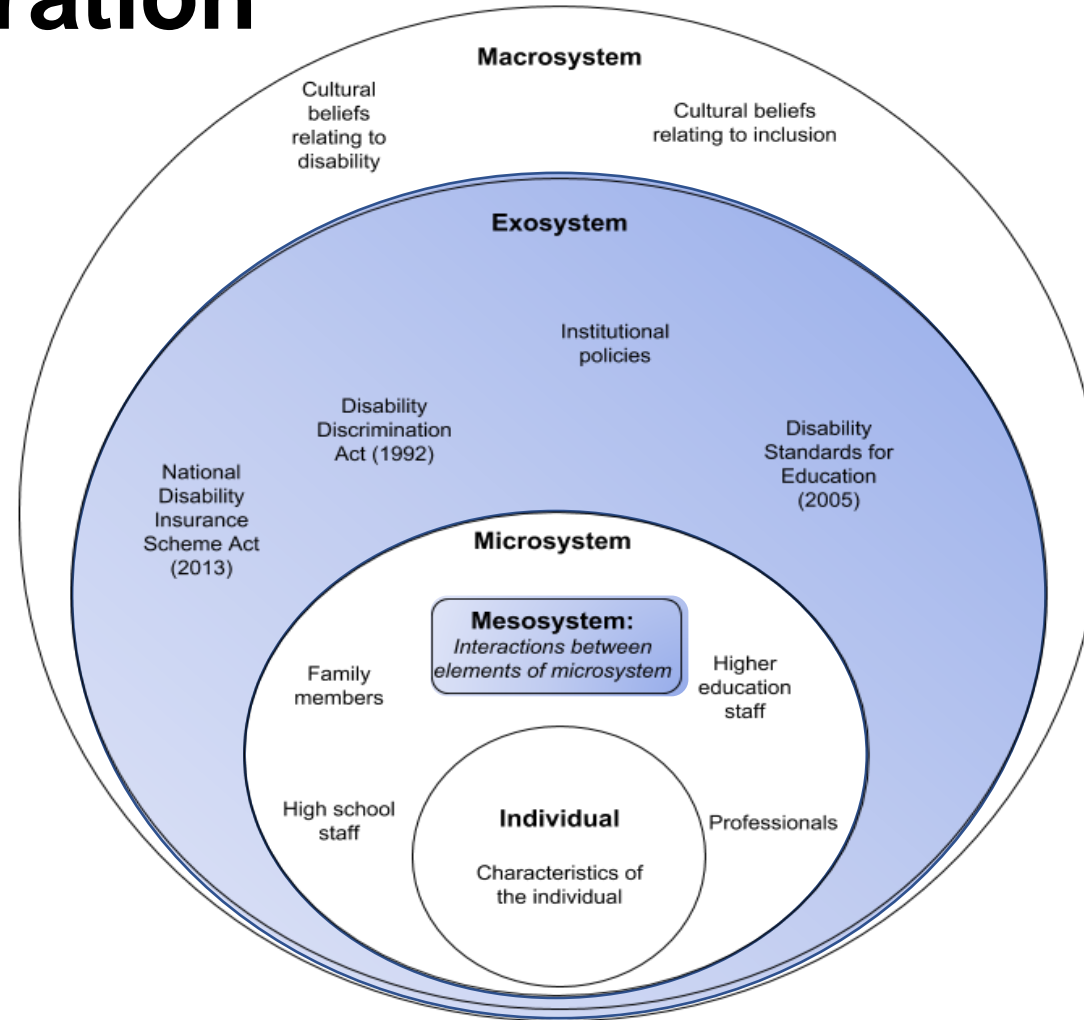 ration
Macrosystem
Cultural
beliefs
relating to
disability
Cultural beliefs
relating to inclusion
Exosystem
Institutional
policies
Disability
Discrimination
Act (1992)
Disability
Standards for
Education
(2005)
National
Disability
Insurance
Scheme Act
(2013)
Microsystem
Mesosystem:
Interactions between
elements of microsystem
Family
members
Higher
education
staff
High school
staff
Individual
Characteristics of
the individual
Professionals